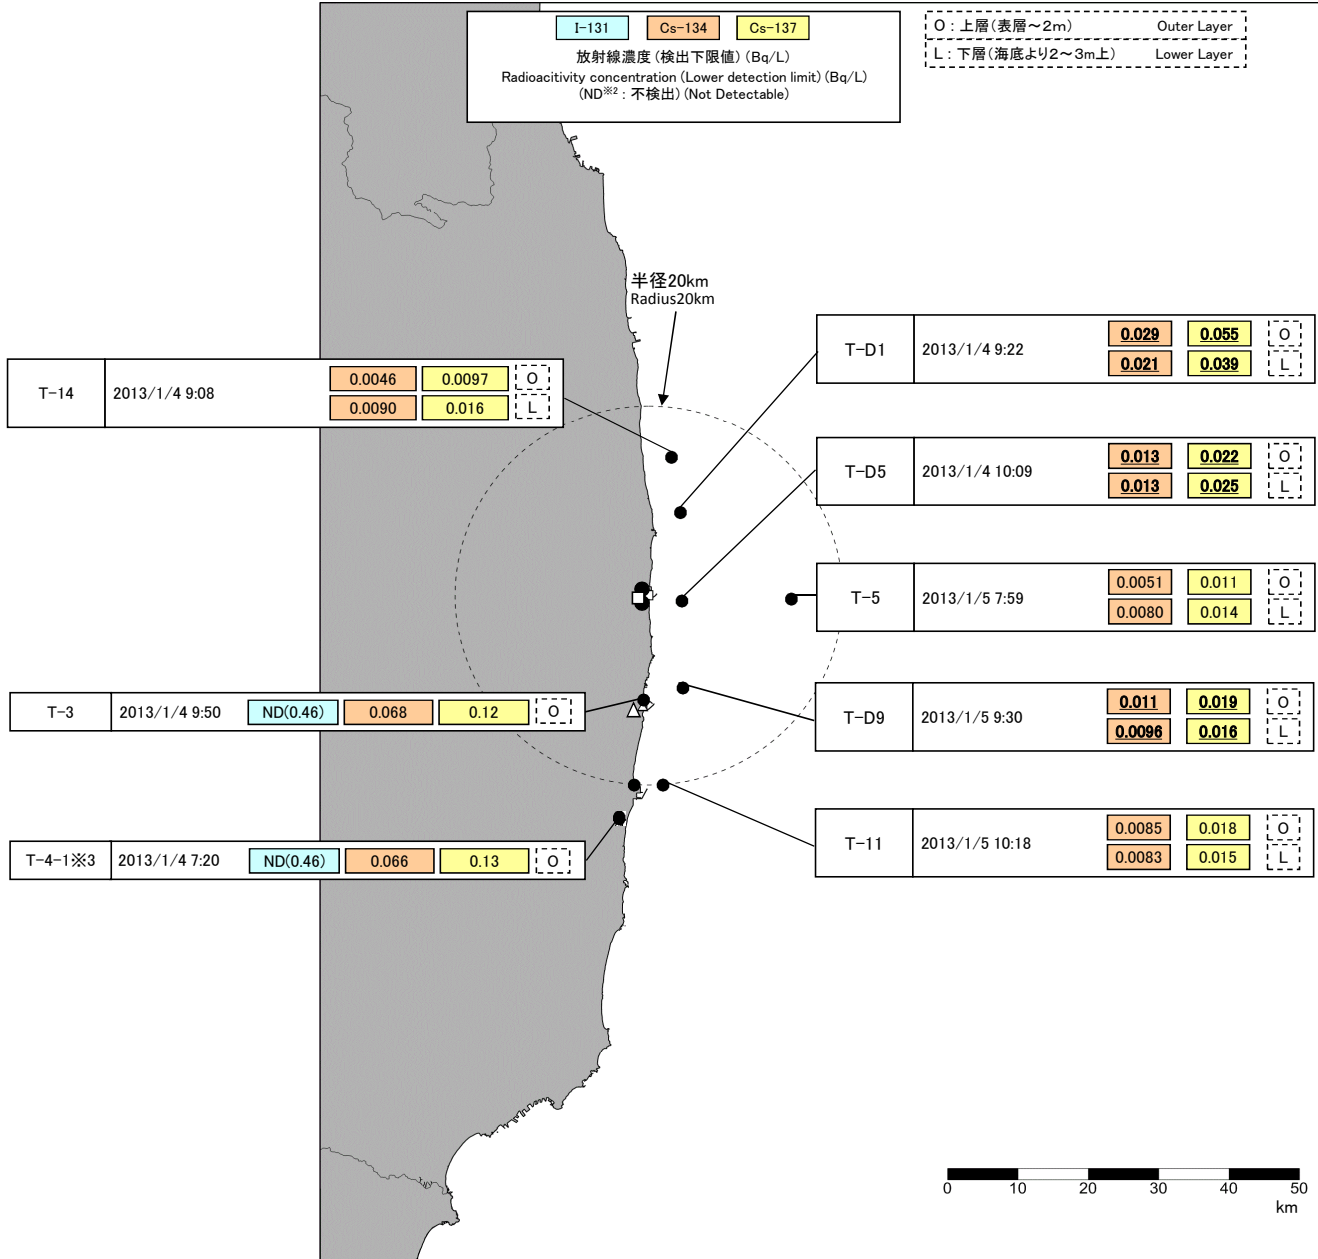 I-131 Cs-134 Cs-137
放射線濃度(検出下限値)(Bq/L)
Radioacitivity concentration (Lower detection limit) (Bq/L)
(ND※2 : 不検出) (Not Detectable)
O : 上層(表層～2m) Outer Layer
L : 下層(海底より2～3m上) Lower Layer
半径20km
Radius20km
T-D1 2013/1/4 9:22 0.029 0.055 O
0.021 0.039 L
T-14 2013/1/4 9:08 0.0046 0.0097 O
0.0090 0.016 L
T-D5 2013/1/4 10:09 0.013 0.022 O
0.013 0.025 L
T-5 2013/1/5 7:59 0.0051 0.011 O
0.0080 0.014 L
T-3 2013/1/4 9:50 ND(0.46) 0.068 0.12 O
T-D9 2013/1/5 9:30 0.011 0.019 O
0.0096 0.016 L
T-4-1※3 2013/1/4 7:20 ND(0.46) 0.066 0.13 O
T-11 2013/1/5 10:18 0.0085 0.018 O
0.0083 0.015 L
0 10 20 30 40 50
km